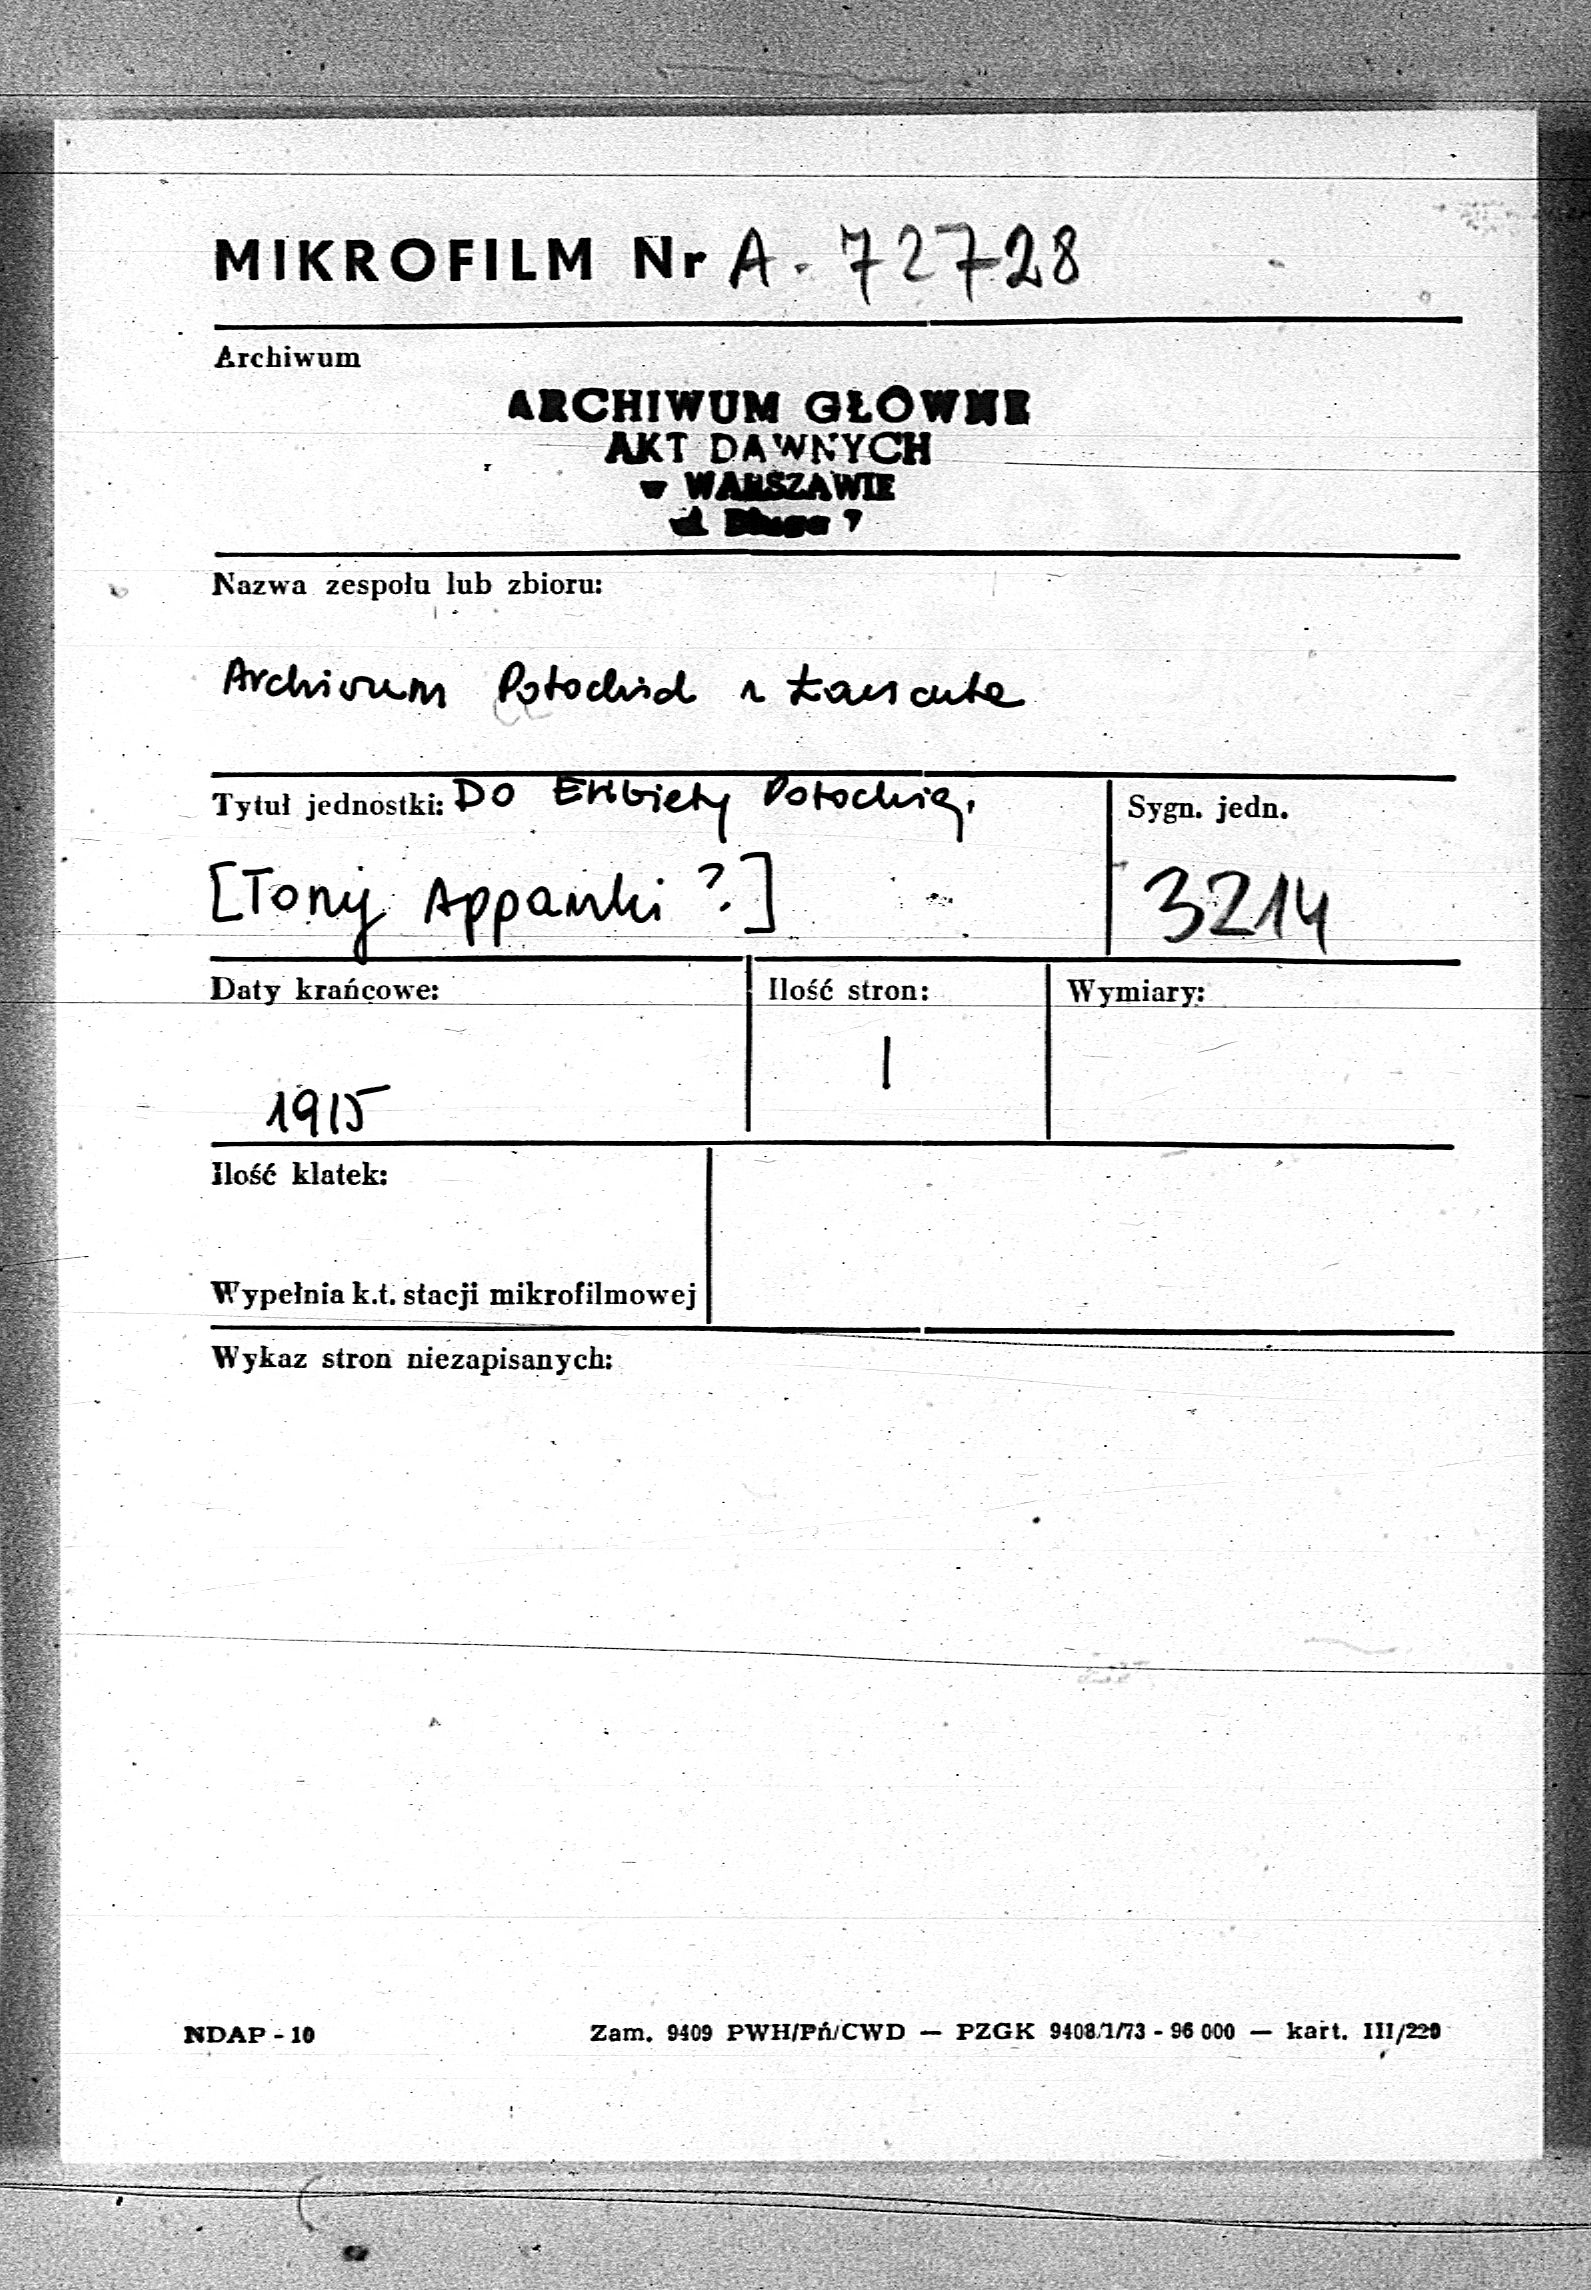 MIKROFILM Nr A. 72728
Archiwum
ARCHIWUM GŁÓWNE
AKT DAWNYCH
w WARSZAWIE
ul. Długa 7
Nazwa zespołu lub zbioru:
Archiwum Potockich z Łańcuta
Tytuł jednostki: DO Elżbiety Potockiej.
[Tony Appanki ?]
Sygn. jedn.
3214
Daty krańcowe:
1915
Ilość stron:
1
Wymiary:
Ilość klatek:
Wypełnia k.t. stacji mikrofilmowej
Wykaz stron niezapisanych:
NDAP - 10
Zam. 9409 PWH/Pń/CWD — PZGK 9408/1/73 - 96 000 — kart. III/220